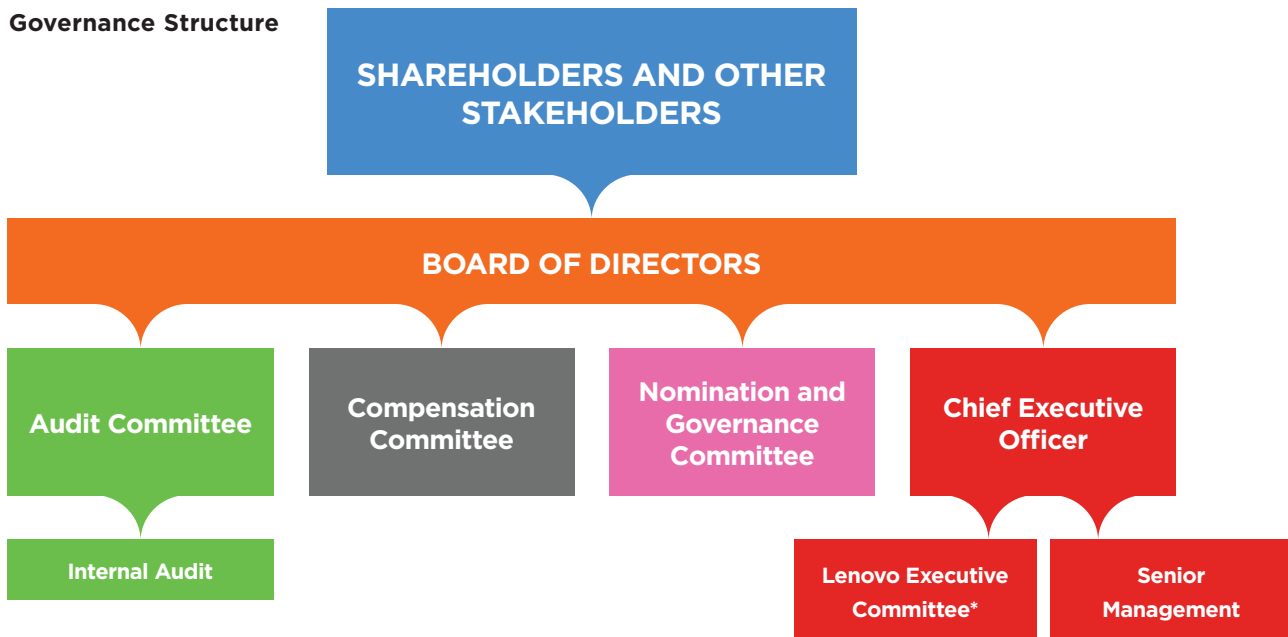 Governance Structure
SHAREHOLDERS AND OTHER
STAKEHOLDERS
BOARD OF DIRECTORS
Audit Committee
Compensation
Committee
Nomination and
Governance
Committee
Chief Executive
Officer
Internal Audit
Lenovo Executive
Committee*
Senior
Management